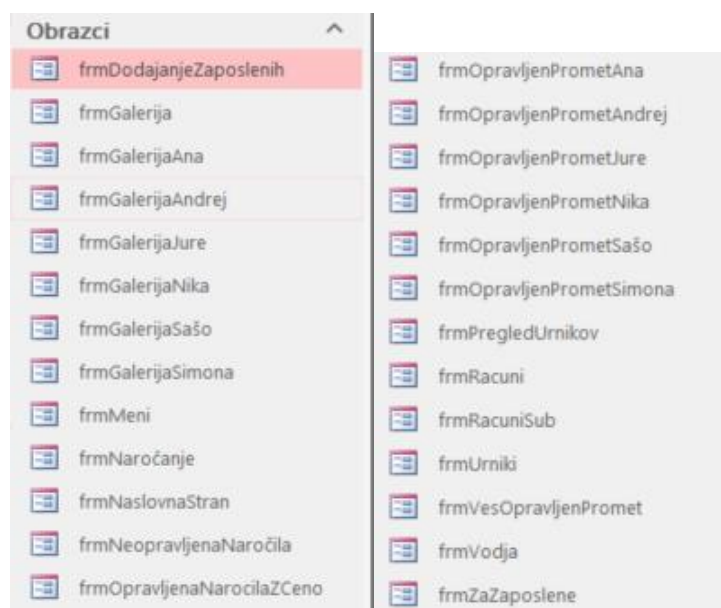 Obrazci
frmDodajanjeZaposlenih
frmGalerija
frmGalerijaAna
frmGalerijaAndrej
frmGalerijaJure
frmGalerijaNika
frmGalerijaSašo
frmGalerijaSimona
frmMeni
frmNaročanje
frmNaslovnaStran
frmNeopravljenaNaročila
frmOpravljenaNarocilaZCeno
frmOpravljenPrometAna
frmOpravljenPrometAndrej
frmOpravljenPrometJure
frmOpravljenPrometNika
frmOpravljenPrometSašo
frmOpravljenPrometSimona
frmPregledUrnikov
frmRacuni
frmRacuniSub
frmUrniki
frmVesOpravljenPromet
frmVodja
frmZaZaposlene